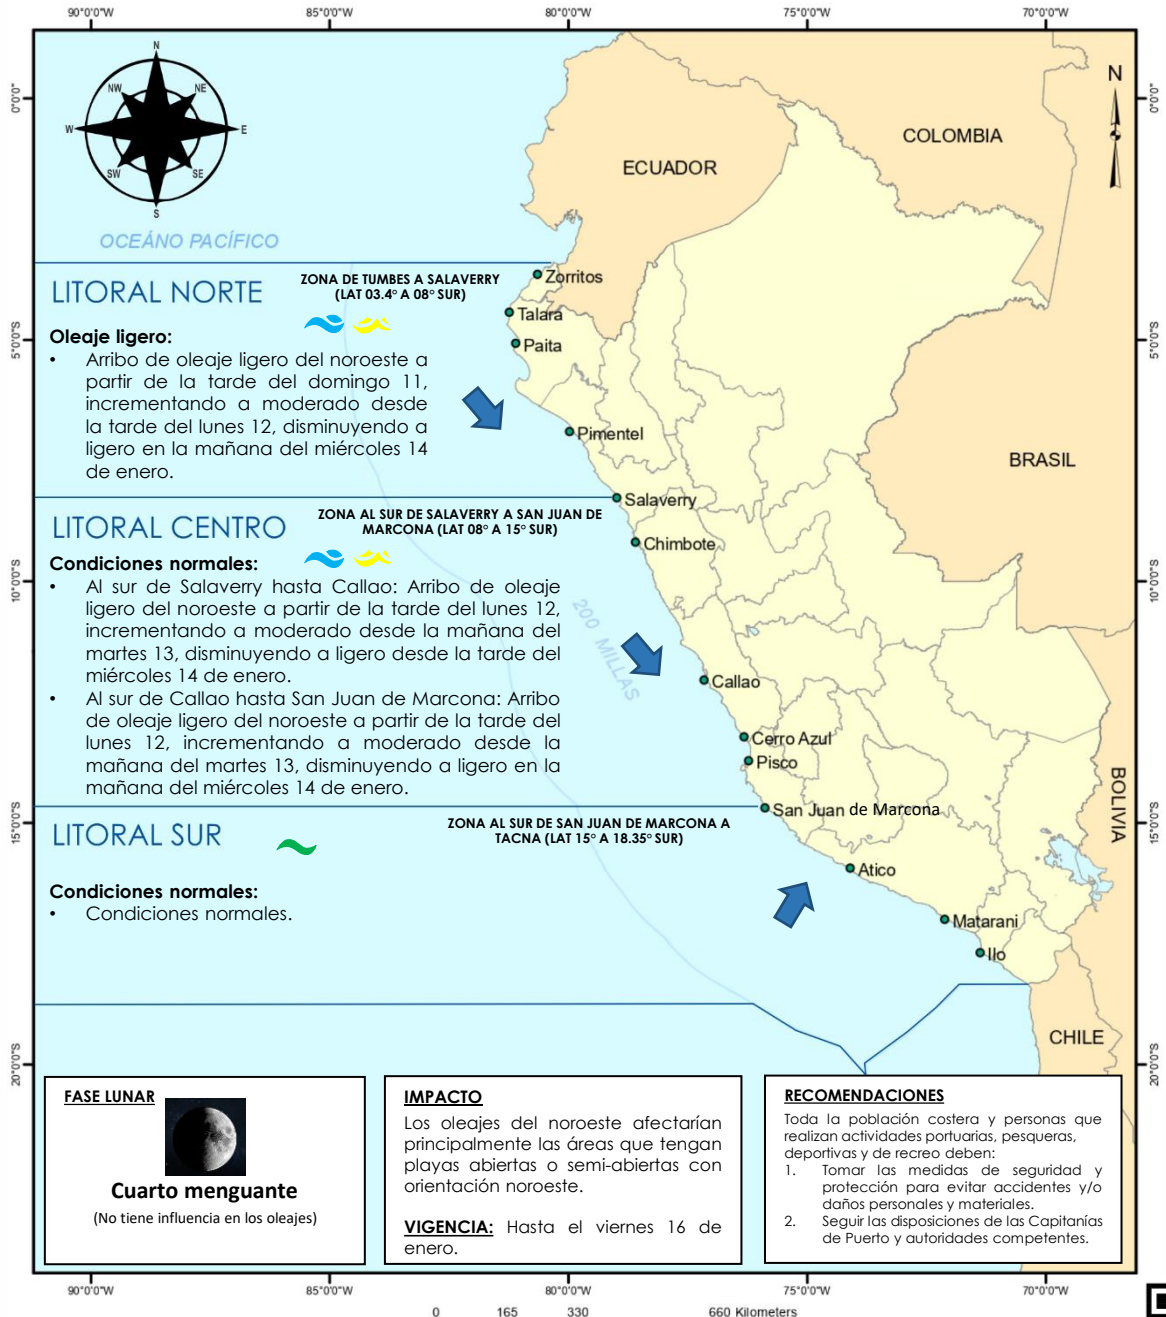 90°0'0"W 85°0'0"W 80°0'0"W 75°0'0"W 70°0'0"W
N
NW NE
W E
SW SE
S
N
0°0'0"
0°0'0"
COLOMBIA
ECUADOR
OCEÁNO PACÍFICO
LITORAL NORTE
ZONA DE TUMBES A SALAVERRY
(LAT 03.4° A 08° SUR)
Zorritos
Talara
Paita
5°0'0"S
5°0'0"S
Oleaje ligero:
• Arribo de oleaje ligero del noroeste a
partir de la tarde del domingo 11,
incrementando a moderado desde
la tarde del lunes 12, disminuyendo a
ligero en la mañana del miércoles 14
de enero.
Pimentel
BRASIL
Salaverry
LITORAL CENTRO
ZONA AL SUR DE SALAVERRY A SAN JUAN DE
MARCONA (LAT 08° A 15° SUR)
Chimbote
Condiciones normales:
• Al sur de Salaverry hasta Callao: Arribo de oleaje
ligero del noroeste a partir de la tarde del lunes 12,
incrementando a moderado desde la mañana del
martes 13, disminuyendo a ligero desde la tarde del
miércoles 14 de enero.
• Al sur de Callao hasta San Juan de Marcona: Arribo
de oleaje ligero del noroeste a partir de la tarde del
lunes 12, incrementando a moderado desde la
mañana del martes 13, disminuyendo a ligero en la
mañana del miércoles 14 de enero.
10°0'0"S
10°0'0"S
200 MILLAS
Callao
Cerro Azul
Pisco
San Juan de Marcona
BOLIVIA
15°0'0"S
15°0'0"S
LITORAL SUR
ZONA AL SUR DE SAN JUAN DE MARCONA A
TACNA (LAT 15° A 18.35° SUR)
Atico
Condiciones normales:
• Condiciones normales.
Matarani
Ilo
CHILE
20°0'0"S
20°0'0"S
FASE LUNAR
Cuarto menguante
(No tiene influencia en los oleajes)
IMPACTO
Los oleajes del noroeste afectarían
principalmente las áreas que tengan
playas abiertas o semi-abiertas con
orientación noroeste.
VIGENCIA: Hasta el viernes 16 de
enero.
RECOMENDACIONES
Toda la población costera y personas que
realizan actividades portuarias, pesqueras,
deportivas y de recreo deben:
1. Tomar las medidas de seguridad y
protección para evitar accidentes y/o
daños personales y materiales.
2. Seguir las disposiciones de las Capitanías
de Puerto y autoridades competentes.
90°0'0"W 85°0'0"W 80°0'0"W 75°0'0"W 70°0'0"W
0 165 330 660 Kilometers